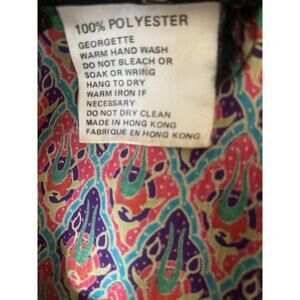 100% POLYESTER
GEORGETTE
WARM HAND WASH
DO NOT BLEACH OR
SOAK OR WRING
HANG TO DRY
WARM IRON IF
NECESSARY
DO NOT DRY CLEAN
MADE IN HONG KONG
FABRIQUE EN HONG KONG